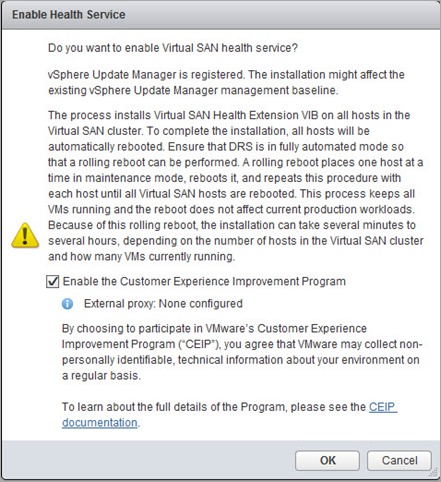 Enable Health Service
Do you want to enable Virtual SAN health service?
vSphere Update Manager is registered. The installation might affect the
existing vSphere Update Manager management baseline.
The process installs Virtual SAN Health Extension VIB on all hosts in the
Virtual SAN cluster. To complete the installation, all hosts will be
automatically rebooted. Ensure that DRS is in fully automated mode so
that a rolling reboot can be performed. A rolling reboot places one host at a
time in maintenance mode, reboots it, and repeats this procedure with
each host until all Virtual SAN hosts are rebooted. This process keeps all
VMs running and the reboot does not affect current production workloads.
Because of this rolling reboot, the installation can take several minutes to
several hours, depending on the number of hosts in the Virtual SAN cluster
and how many VMs currently running.
Enable the Customer Experience Improvement Program
External proxy: None configured
By choosing to participate in VMware's Customer Experience
Improvement Program ("CEIP"), you agree that VMware may collect non-
personally identifiable, technical information about your environment on
a regular basis.
To learn about the full details of the Program, please see the CEIP
documentation.
OK
Cancel